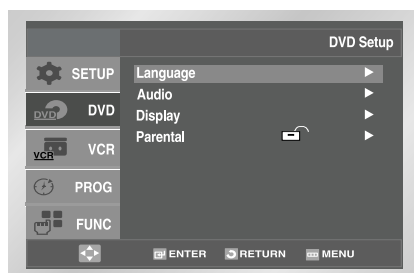 DVD Setup
SETUP
DVD DVD
VCR VCR
PROG
FUNC
Language ►
Audio ►
Display ►
Parental ►
ENTER RETURN MENU